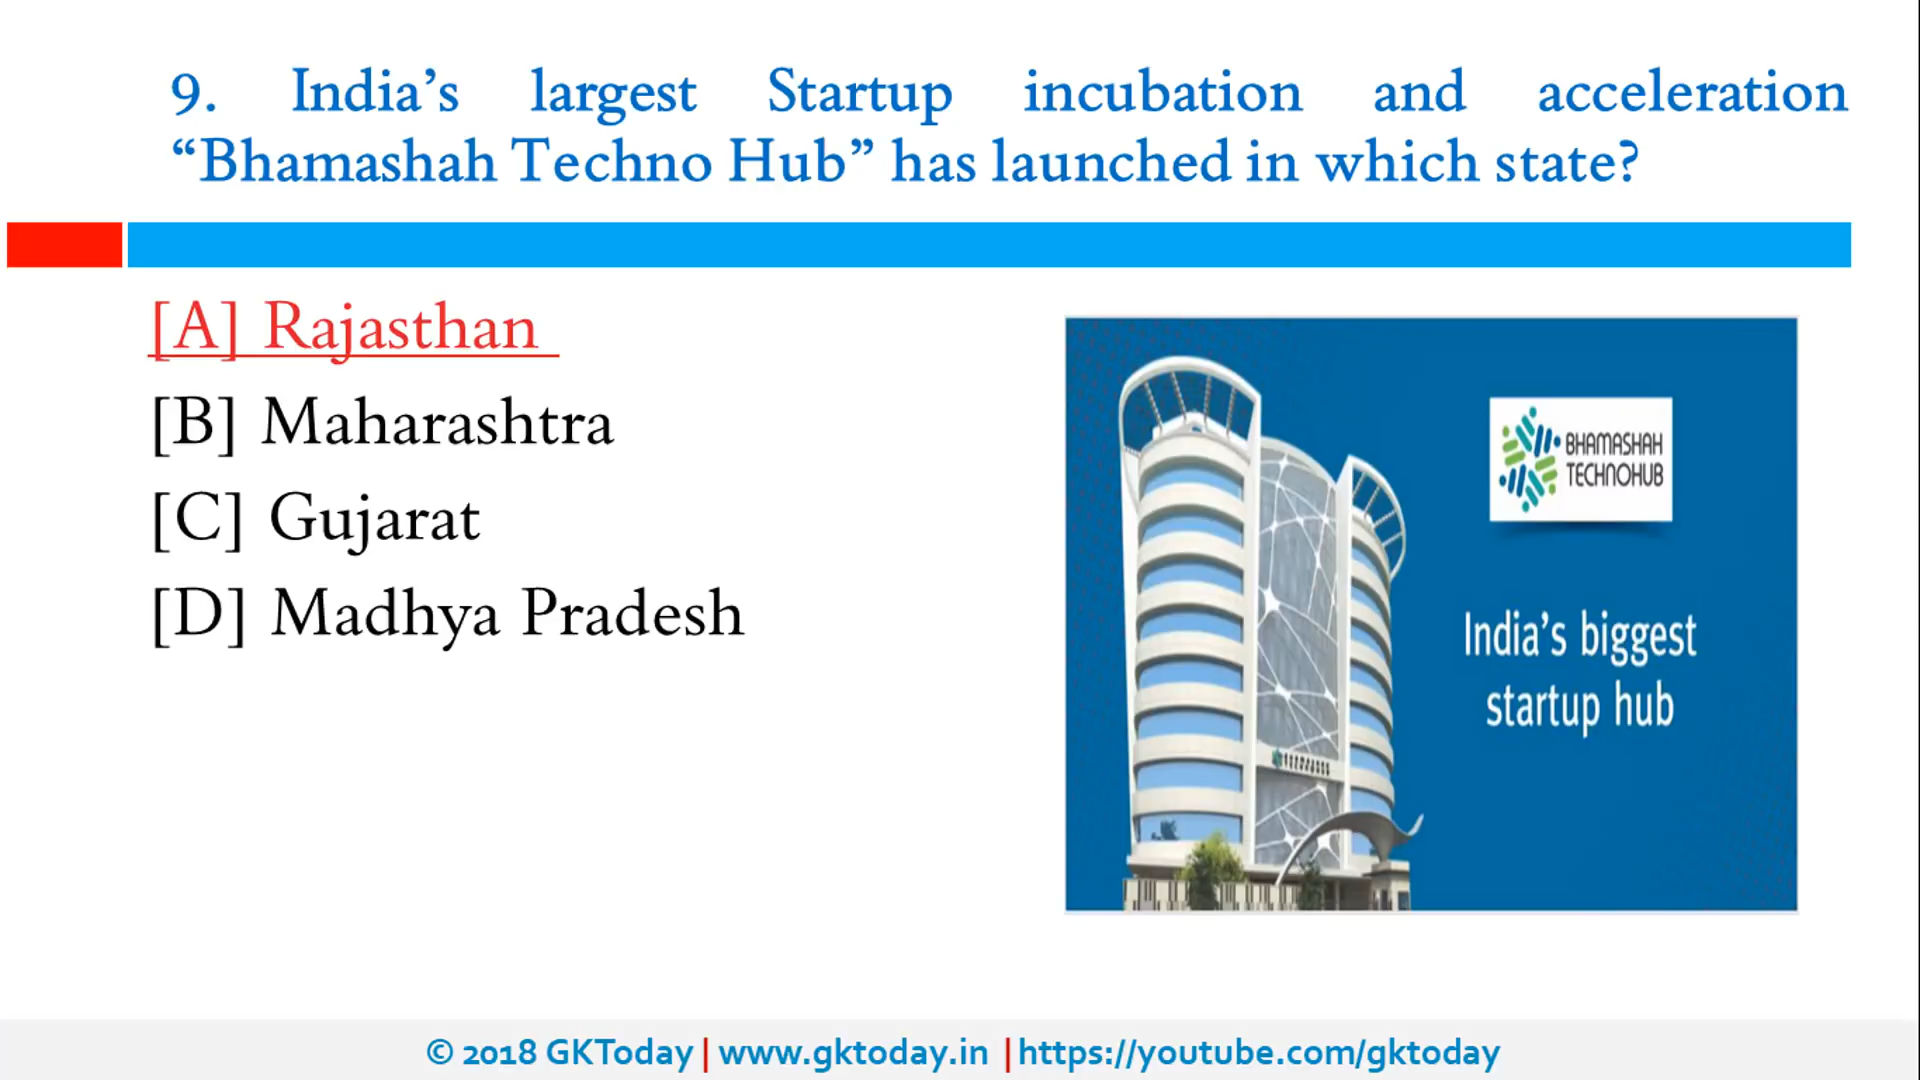 9. India’s largest Startup incubation and acceleration
“Bhamashah Techno Hub” has launched in which state?
[A] Rajasthan
[B] Maharashtra
[C] Gujarat
[D] Madhya Pradesh
BHAMASHAH
TECHNOHUB
India’s biggest
startup hub
© 2018 GKToday | www.gktoday.in | https://youtube.com/gktoday